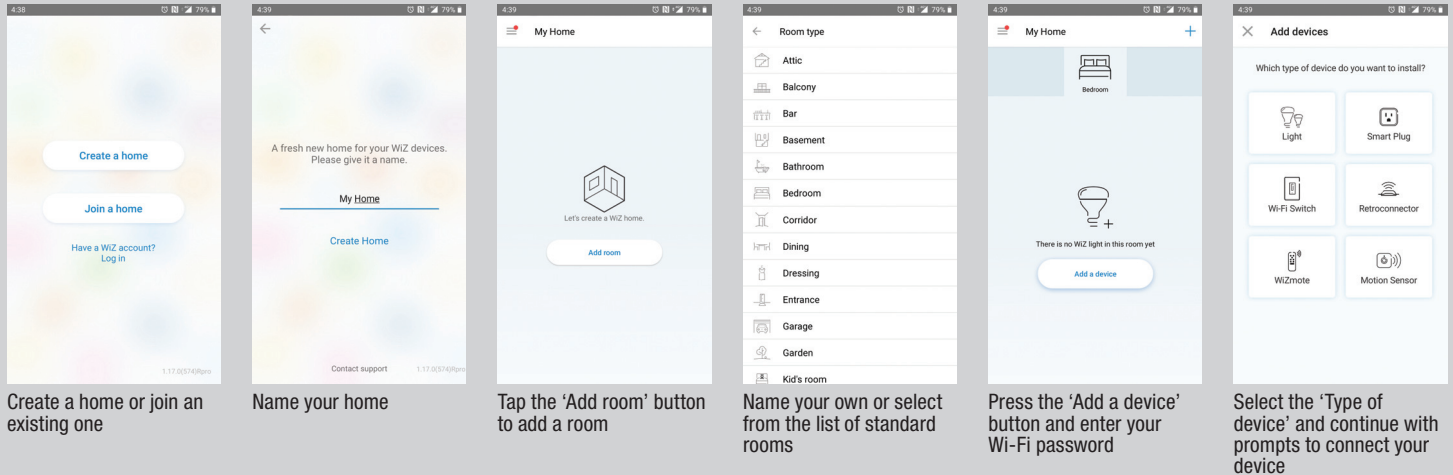 4:38
79%
Create a home
Join a home
Have a WiZ account?
Log in
1.17.0(574)Rpro
Create a home or join an
existing one
4:39
79%
A fresh new home for your WiZ devices.
Please give it a name.
My Home
Create Home
Contact support
1.17.0(574)Rpro
Name your home
4:39
79%
My Home
Let's create a WiZ home.
Add room
Tap the ‘Add room’ button
to add a room
4:39
79%
Room type
Attic
Balcony
Bar
Basement
Bathroom
Bedroom
Corridor
Dining
Dressing
Entrance
Garage
Garden
Kid's room
Name your own or select
from the list of standard
rooms
4:39
79%
My Home
Bedroom
There is no WiZ light in this room yet
Add a device
Press the ‘Add a device’
button and enter your
Wi-Fi password
4:39
79%
Add devices
Which type of device do you want to install?
Light
Smart Plug
Wi-Fi Switch
Retroconnector
WiZmote
Motion Sensor
Select the ‘Type of
device’ and continue with
prompts to connect your
device